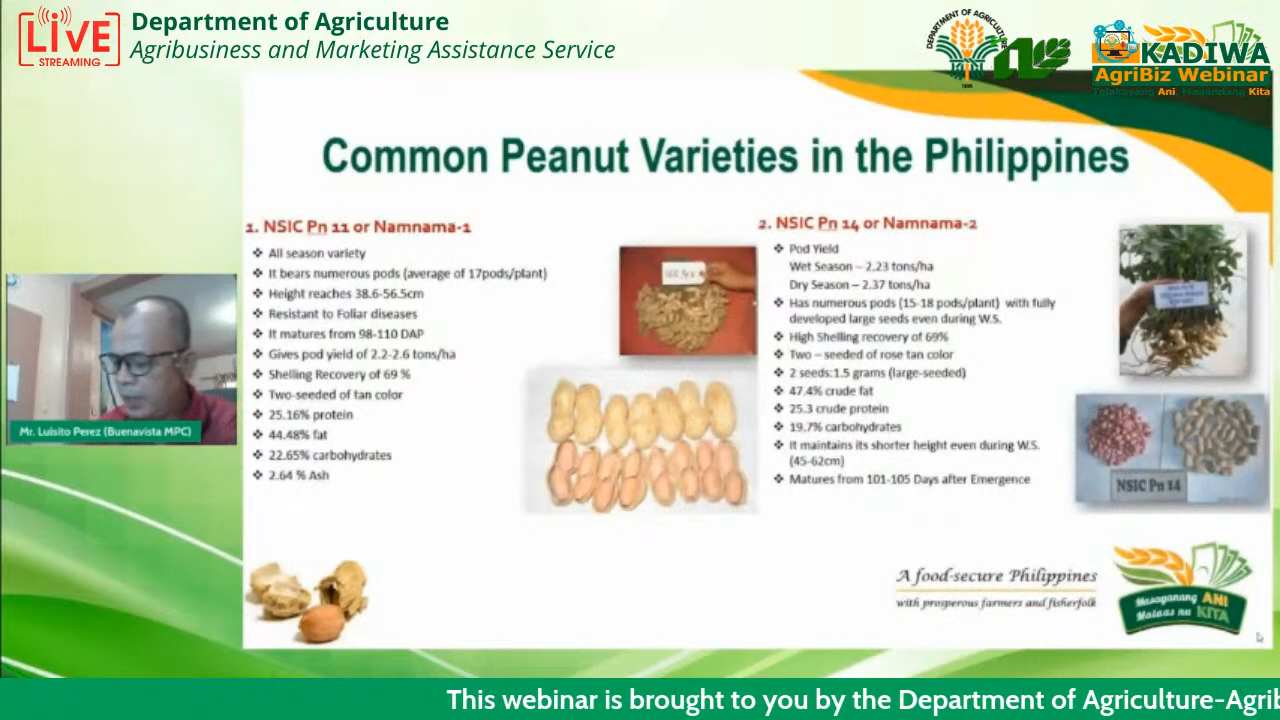 LIVE
STREAMING
Department of Agriculture
Agribusiness and Marketing Assistance Service
DEPARTMENT OF AGRICULTURE
1898
KADIWA
AgriBiz Webinar
Common Peanut Varieties in the Philippines
1. NSIC Pn 11 or Namnama-1
❖ All season variety
❖ It bears numerous pods (average of 17pods/plant)
❖ Height reaches 38.6-56.5cm
❖ Resistant to Foliar diseases
❖ It matures from 98-110 DAP
❖ Gives pod yield of 2.2-2.6 tons/ha
❖ Shelling Recovery of 69 %
❖ Two-seeded of tan color
❖ 25.16% protein
❖ 44.48% fat
❖ 22.65% carbohydrates
❖ 2.64 % Ash
2. NSIC Pn 14 or Namnama-2
❖ Pod Yield
Wet Season – 2.23 tons/ha
Dry Season – 2.37 tons/ha
❖ Has numerous pods (15-18 pods/plant) with fully
developed large seeds even during W.S.
❖ High Shelling recovery of 69%
❖ Two – seeded of rose tan color
❖ 2 seeds:1.5 grams (large-seeded)
❖ 47.4% crude fat
❖ 25.3 crude protein
❖ 19.7% carbohydrates
❖ It maintains its shorter height even during W.S.
(45-62cm)
❖ Matures from 101-105 Days after Emergence
NSIC Pn 14
Mr. Luisito Perez (Buenavista MPC)
A food-secure Philippines
with prosperous farmers and fisherfolk
Masaganang ANI
Mataas na KITA
This webinar is brought to you by the Department of Agriculture-Agrib